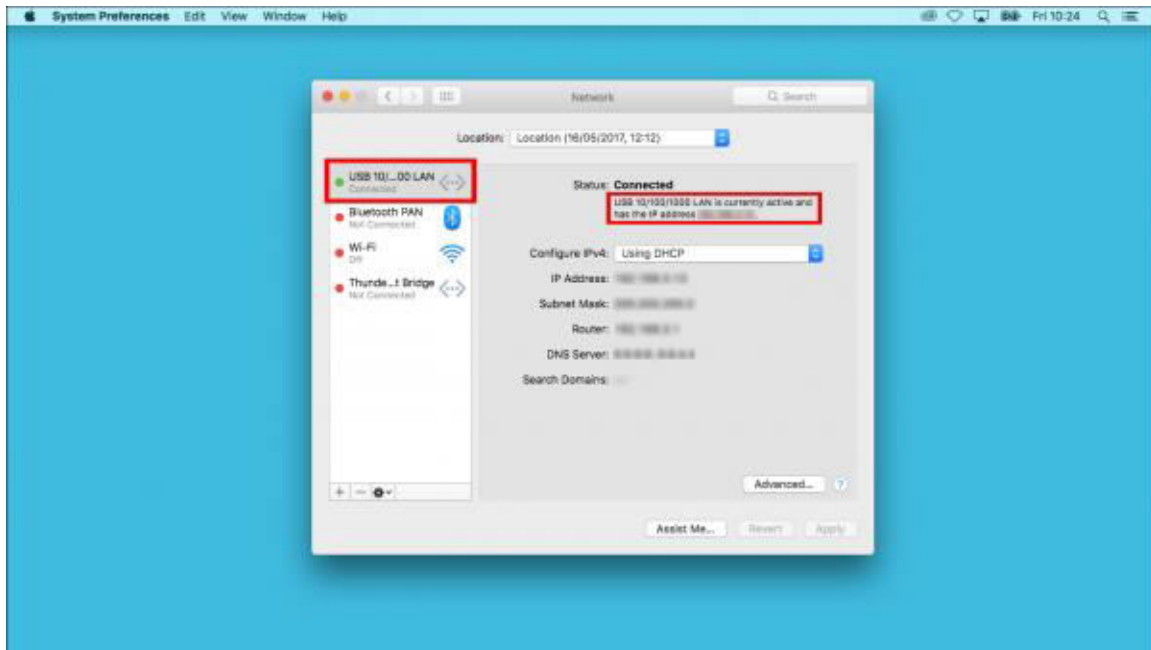 System Preferences Edit View Window Help Fri 10:24
Network Search
Location: Location (16/05/2017, 12:12)
USB 10/...00 LAN
Connected
Bluetooth PAN
Not Connected
Wi-Fi
Off
Thunde...t Bridge
Not Connected
Status: Connected
USB 10/100/1000 LAN is currently active and
has the IP address
Configure IPv4: Using DHCP
IP Address:
Subnet Mask:
Router:
DNS Server:
Search Domains:
Advanced... ?
+ −
Assist Me... Revert Apply